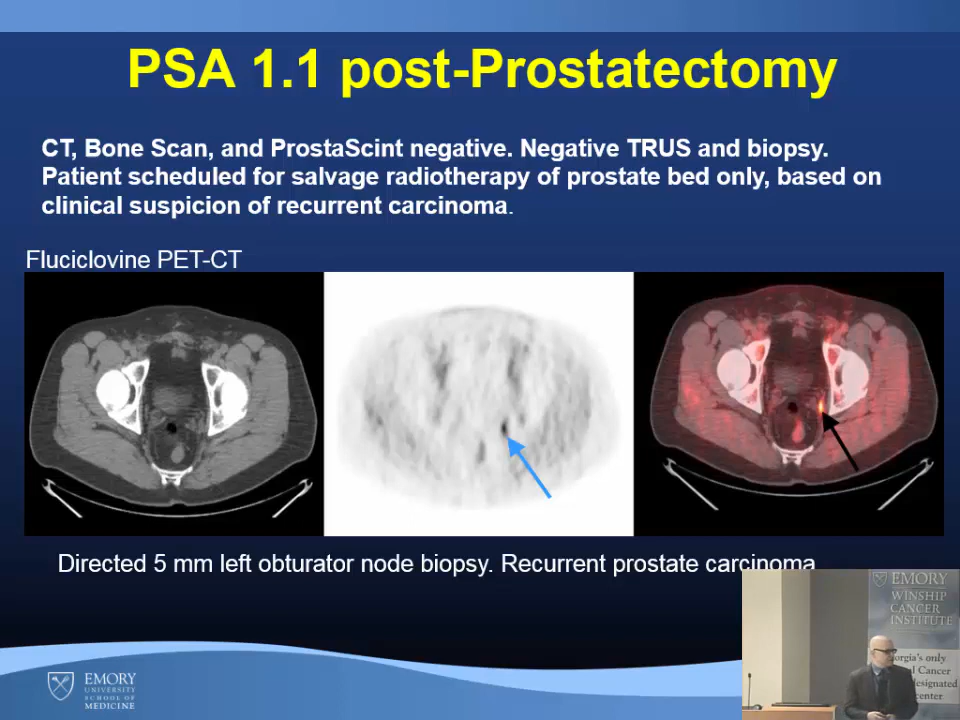 PSA 1.1 post-Prostatectomy
CT, Bone Scan, and ProstaScint negative. Negative TRUS and biopsy.
Patient scheduled for salvage radiotherapy of prostate bed only, based on
clinical suspicion of recurrent carcinoma.
Fluciclovine PET-CT
Directed 5 mm left obturator node biopsy. Recurrent prostate carcinoma
EMORY
WINSHIP
CANCER
INSTITUTE
orgia's only
l Cancer
designated
enter
EMORY
UNIVERSITY
SCHOOL OF
MEDICINE